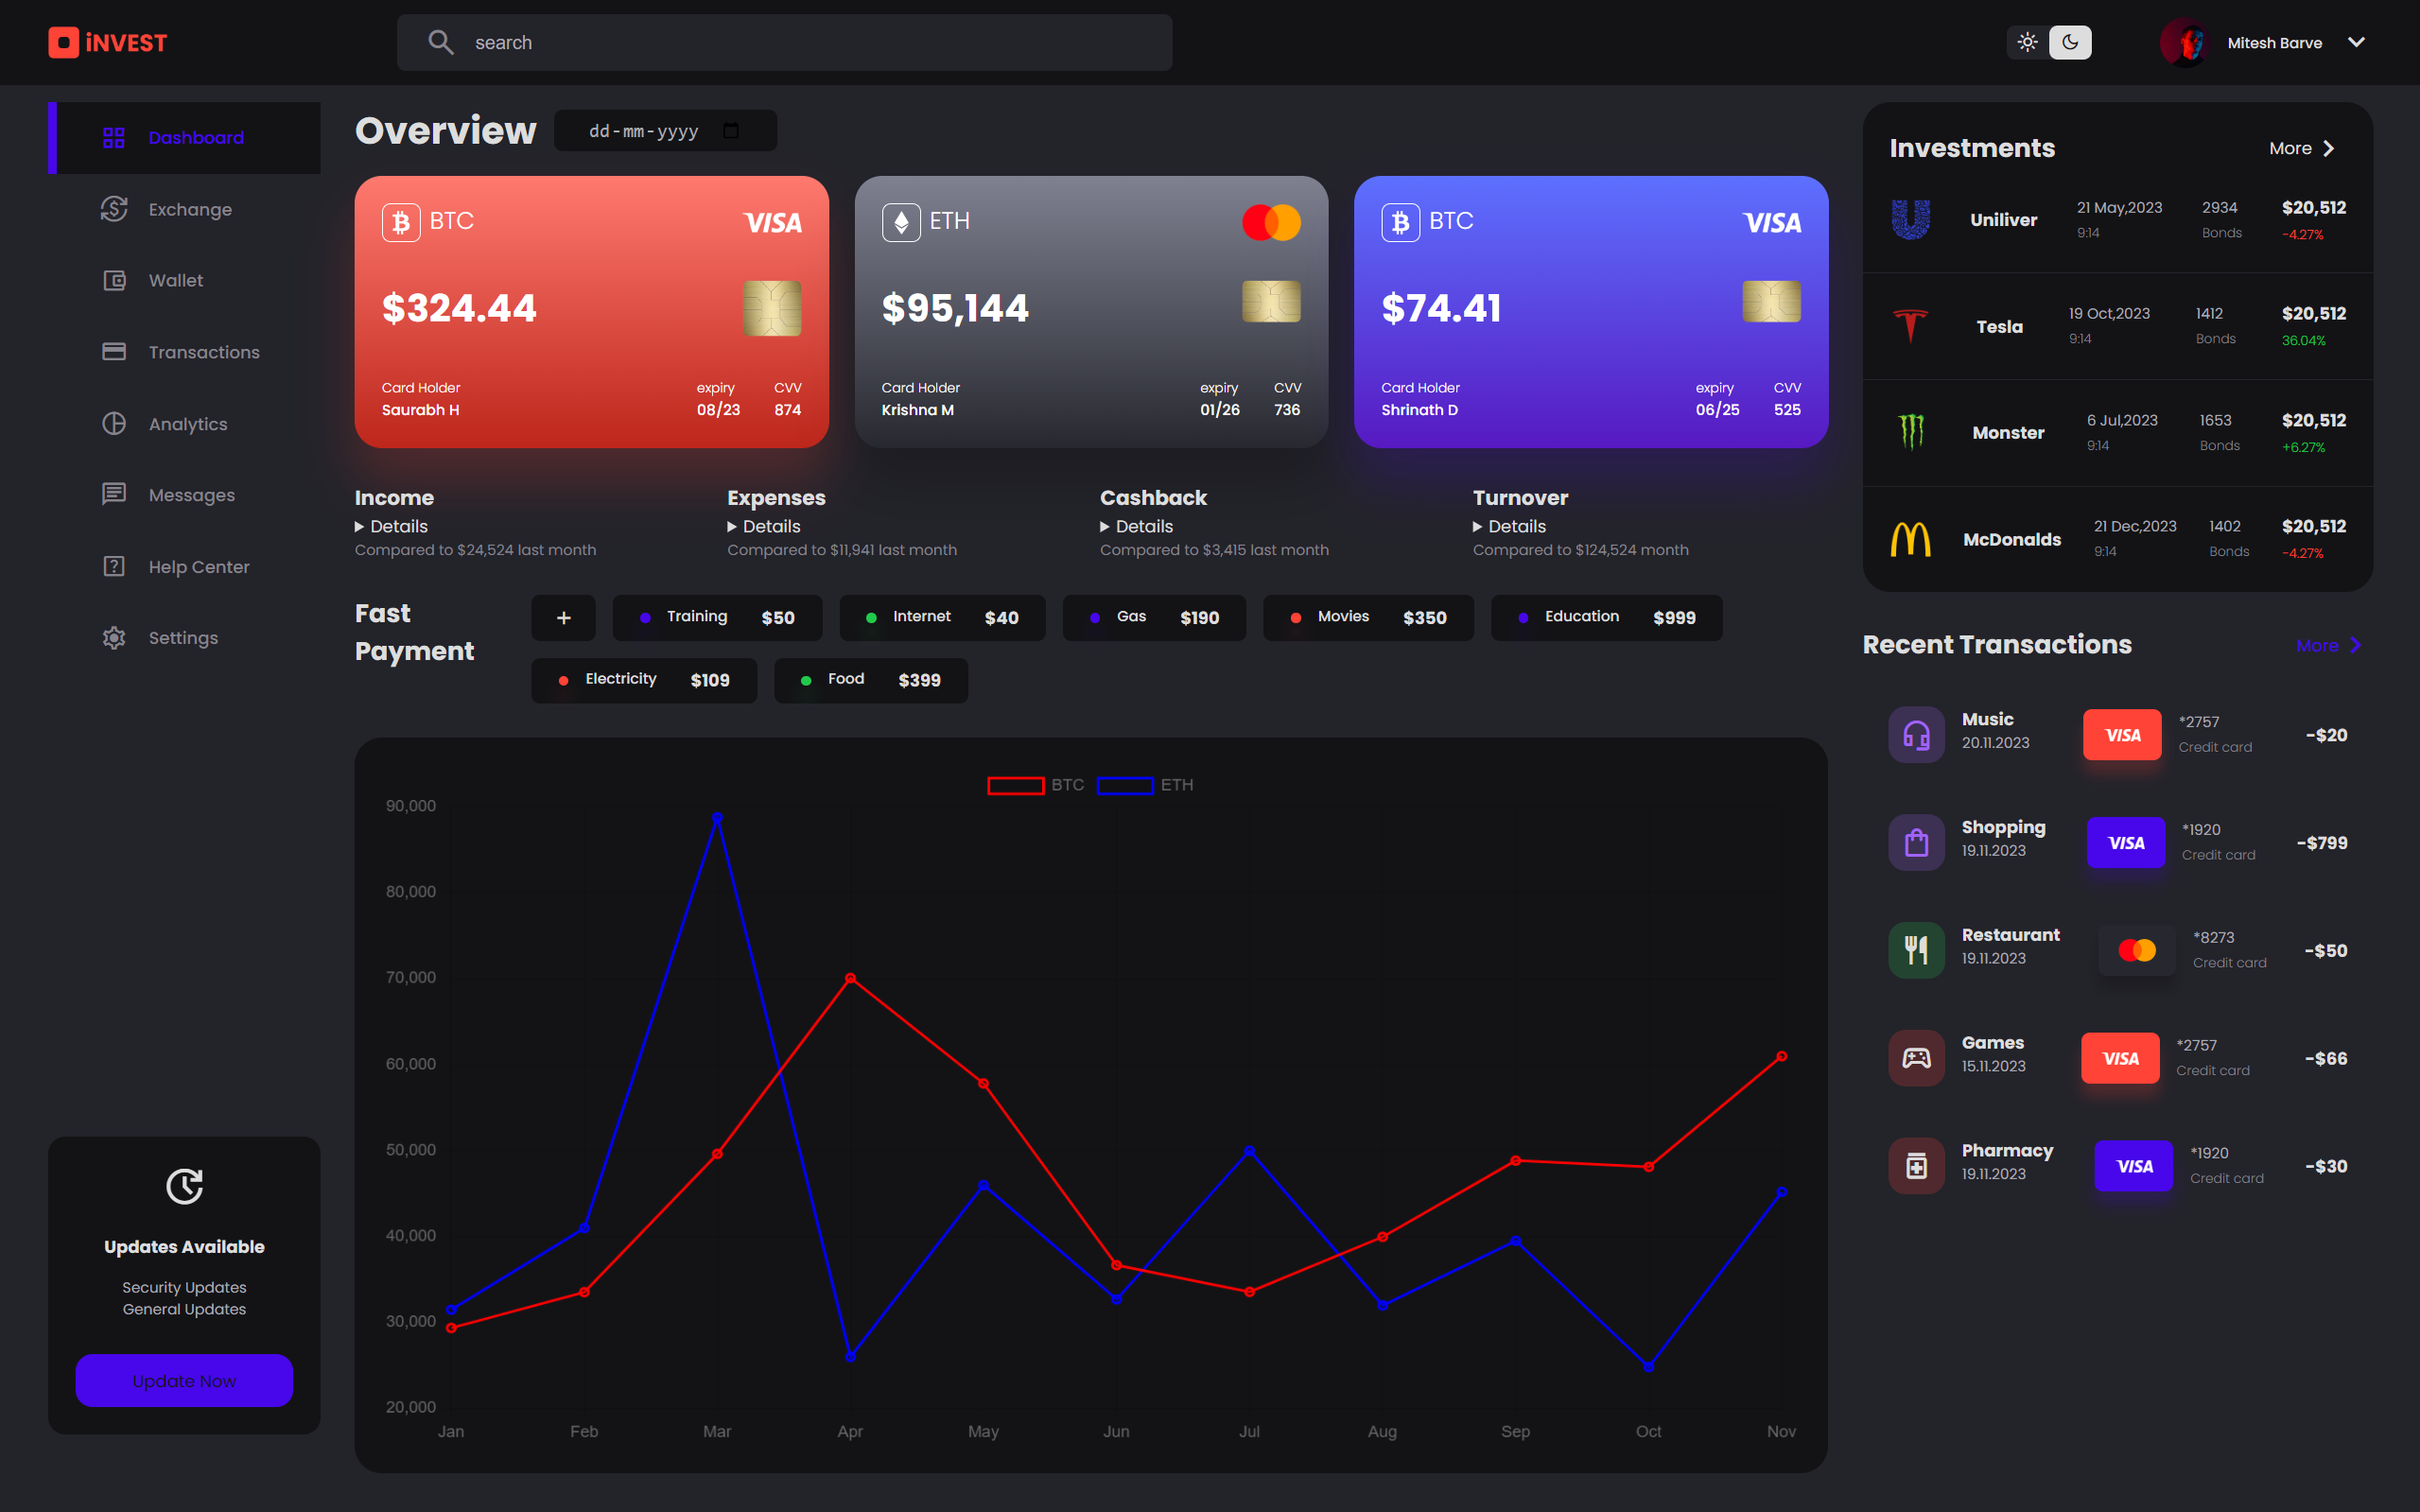 iNVEST
search
Mitesh Barve
Dashboard
Exchange
Wallet
Transactions
Analytics
Messages
Help Center
Settings
Updates Available
Security Updates
General Updates
Update Now
Overview
dd-mm-yyyy
BTC
VISA
$324.44
Card Holder
Saurabh H
expiry
08/23
CVV
874
ETH
$95,144
Card Holder
Krishna M
expiry
01/26
CVV
736
BTC
VISA
$74.41
Card Holder
Shrinath D
expiry
06/25
CVV
525
Income
Details
Compared to $24,524 last month
Expenses
Details
Compared to $11,941 last month
Cashback
Details
Compared to $3,415 last month
Turnover
Details
Compared to $124,524 month
Fast
Payment
+
Training $50
Internet $40
Gas $190
Movies $350
Education $999
Electricity $109
Food $399
BTC ETH
90,000
80,000
70,000
60,000
50,000
40,000
30,000
20,000
Jan Feb Mar Apr May Jun Jul Aug Sep Oct Nov
Investments
More
Uniliver
21 May,2023
9:14
2934
Bonds
$20,512
-4.27%
Tesla
19 Oct,2023
9:14
1412
Bonds
$20,512
36.04%
Monster
6 Jul,2023
9:14
1653
Bonds
$20,512
+6.27%
McDonalds
21 Dec,2023
9:14
1402
Bonds
$20,512
-4.27%
Recent Transactions
More
Music
20.11.2023
VISA
*2757
Credit card
-$20
Shopping
19.11.2023
VISA
*1920
Credit card
-$799
Restaurant
19.11.2023
*8273
Credit card
-$50
Games
15.11.2023
VISA
*2757
Credit card
-$66
Pharmacy
19.11.2023
VISA
*1920
Credit card
-$30